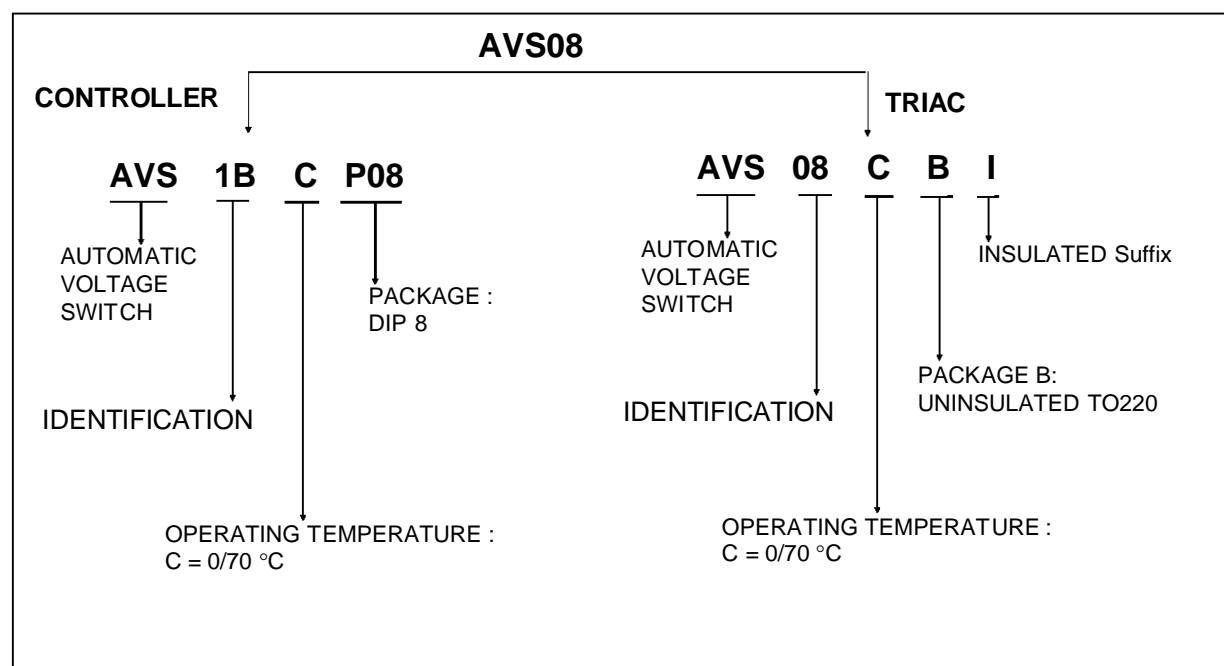 AVS08
CONTROLLER
TRIAC
AVS 1B C P08
AVS 08 C B I
AUTOMATIC
VOLTAGE
SWITCH
PACKAGE :
DIP 8
IDENTIFICATION
OPERATING TEMPERATURE :
C = 0/70 °C
AUTOMATIC
VOLTAGE
SWITCH
INSULATED Suffix
PACKAGE B:
UNINSULATED TO220
IDENTIFICATION
OPERATING TEMPERATURE :
C = 0/70 °C